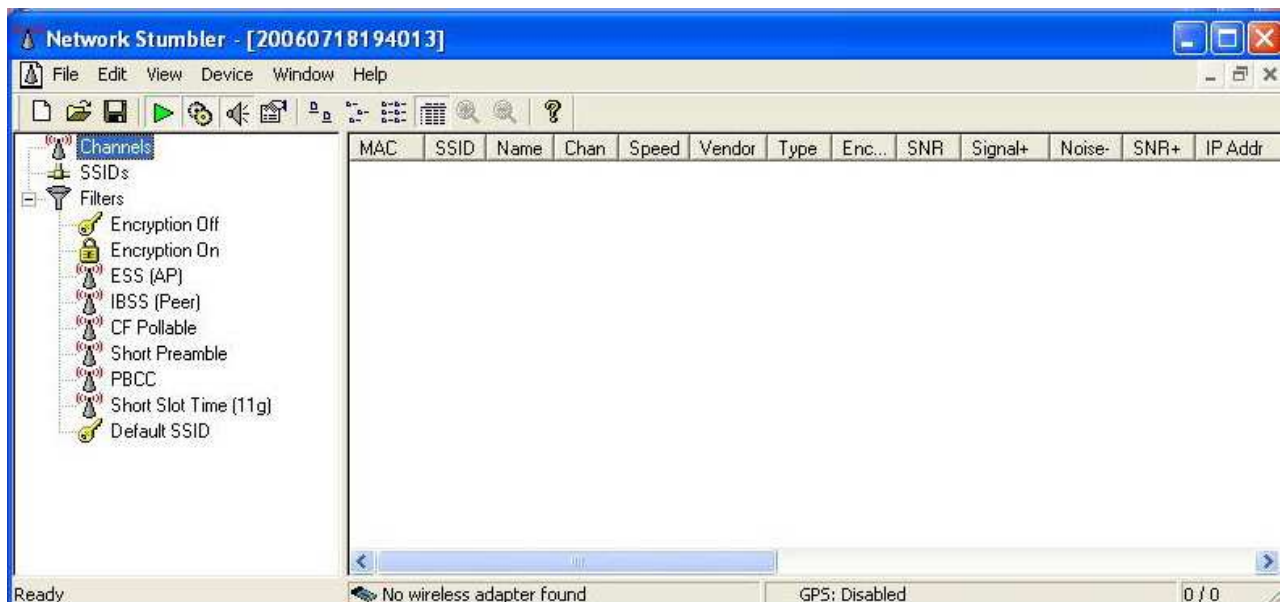 Network Stumbler - [20060718194013]
File Edit View Device Window Help
Channels
SSIDs
Filters
Encryption Off
Encryption On
ESS (AP)
IBSS (Peer)
CF Pollable
Short Preamble
PBCC
Short Slot Time (11g)
Default SSID
MAC SSID Name Chan Speed Vendor Type Enc... SNR Signal+ Noise- SNR+ IP Addr
Ready No wireless adapter found GPS: Disabled 0 / 0